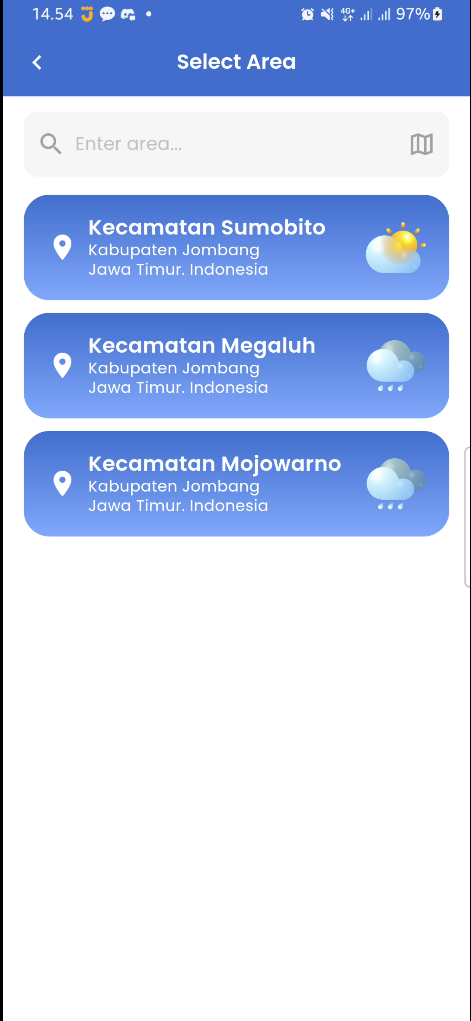 14.54
4G+
97%
Select Area
Enter area...
Kecamatan Sumobito
Kabupaten Jombang
Jawa Timur. Indonesia
Kecamatan Megaluh
Kabupaten Jombang
Jawa Timur. Indonesia
Kecamatan Mojowarno
Kabupaten Jombang
Jawa Timur. Indonesia